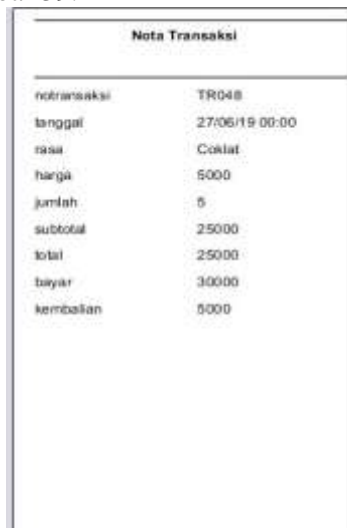 Nota Transaksi
notransaksi TR048
tanggal 27/06/19 00:00
rasa Coklat
harga 5000
jumlah 5
subtotal 25000
total 25000
bayar 30000
kembalian 5000